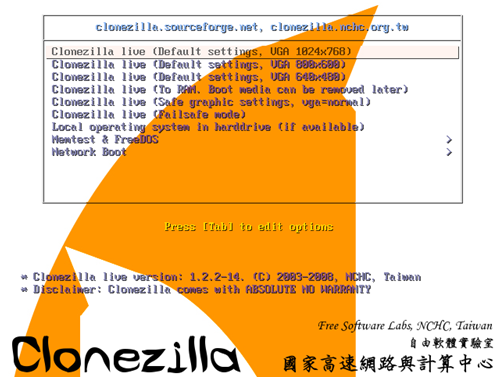 clonezilla.sourceforge.net, clonezilla.nchc.org.tw
Clonezilla live (Default settings, VGA 1024x768)
Clonezilla live (Default settings, VGA 800x600)
Clonezilla live (Default settings, VGA 640x480)
Clonezilla live (To RAM. Boot media can be removed later)
Clonezilla live (Safe graphic settings, vga=normal)
Clonezilla live (Failsafe mode)
Local operating system in harddrive (if available)
Memtest & FreeDOS >
Network Boot >
Press [Tab] to edit options
* Clonezilla live version: 1.2.2-14. (C) 2003-2008, NCHC, Taiwan
* Disclaimer: Clonezilla comes with ABSOLUTE NO WARRANTY
Free Software Labs, NCHC, Taiwan
自由軟體實驗室
Clonezilla
國家高速網路與計算中心